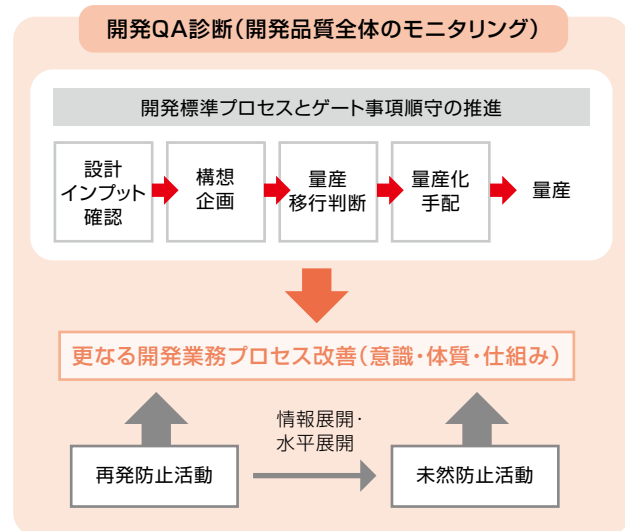 開発QA診断（開発品質全体のモニタリング）
開発標準プロセスとゲート事項順守の推進
設計
インプット
確認
構想
企画
量産
移行判断
量産化
手配
量産
更なる開発業務プロセス改善（意識・体質・仕組み）
情報展開・
水平展開
再発防止活動
未然防止活動